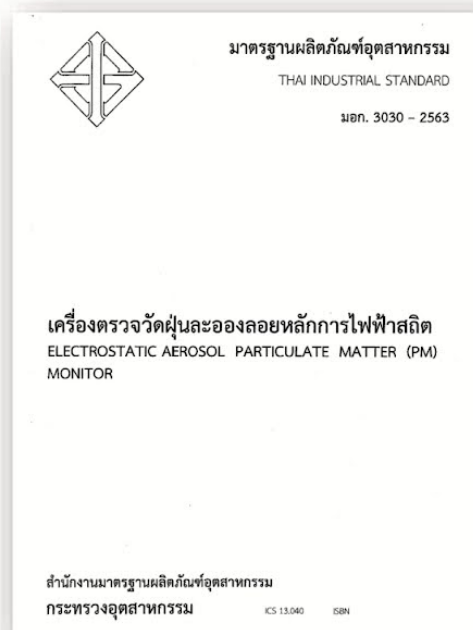 มาตรฐานผลิตภัณฑ์อุตสาหกรรม
THAI INDUSTRIAL STANDARD
มอก. 3030 – 2563
เครื่องตรวจวัดฝุ่นละอองลอยหลักการไฟฟ้าสถิต
ELECTROSTATIC AEROSOL PARTICULATE MATTER (PM)
MONITOR
สำนักงานมาตรฐานผลิตภัณฑ์อุตสาหกรรม
กระทรวงอุตสาหกรรม ICS 13.040 ISBN